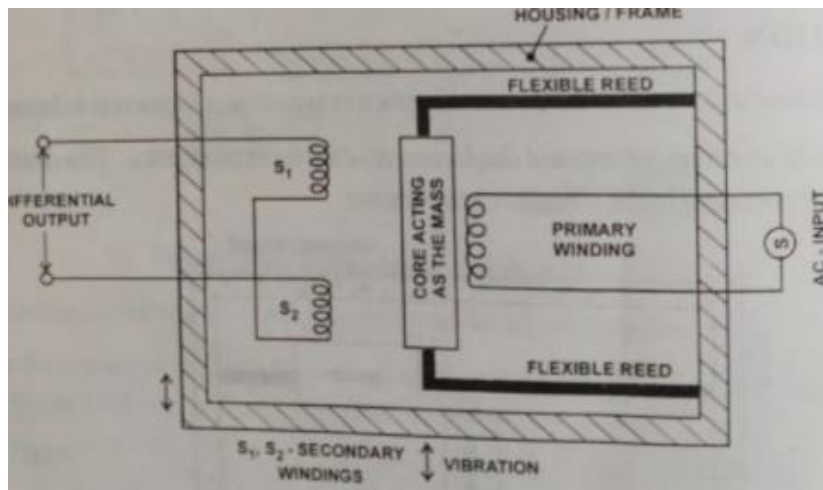 HOUSING / FRAME
FLEXIBLE REED
S1
CORE ACTING
AS THE MASS
PRIMARY
WINDING
S
AC - INPUT
OUTPUT
S2
FLEXIBLE REED
S1, S2 - SECONDARY
WINDINGS
VIBRATION